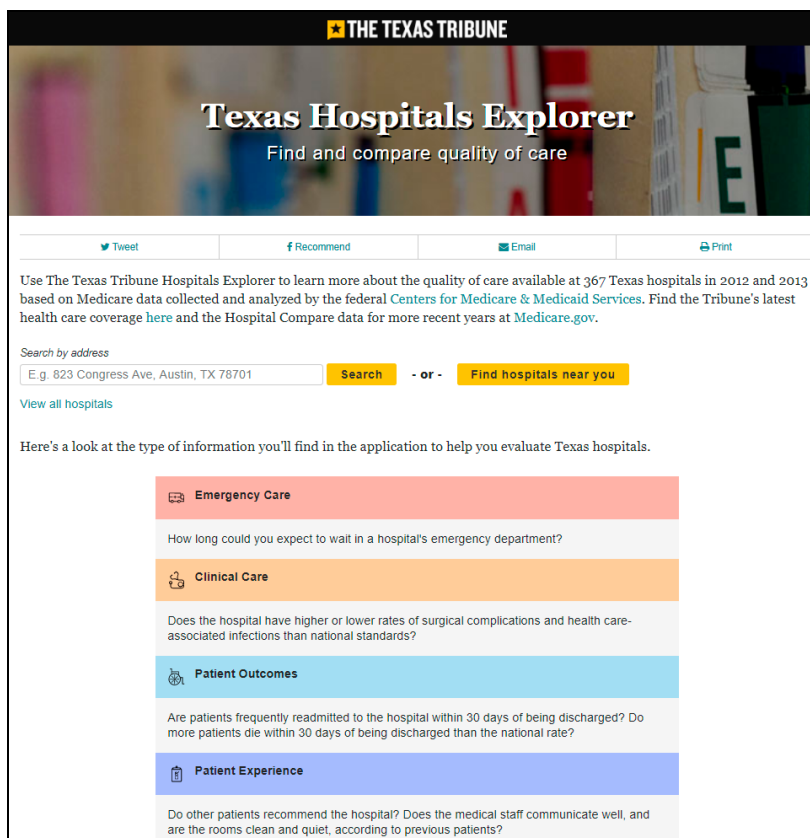 THE TEXAS TRIBUNE
Texas Hospitals Explorer
Find and compare quality of care
E
Tweet
Recommend
Email
Print
Use The Texas Tribune Hospitals Explorer to learn more about the quality of care available at 367 Texas hospitals in 2012 and 2013
based on Medicare data collected and analyzed by the federal Centers for Medicare & Medicaid Services. Find the Tribune's latest
health care coverage here and the Hospital Compare data for more recent years at Medicare.gov.
Search by address
E.g. 823 Congress Ave, Austin, TX 78701
Search
- or -
Find hospitals near you
View all hospitals
Here's a look at the type of information you'll find in the application to help you evaluate Texas hospitals.
Emergency Care
How long could you expect to wait in a hospital's emergency department?
Clinical Care
Does the hospital have higher or lower rates of surgical complications and health care-
associated infections than national standards?
Patient Outcomes
Are patients frequently readmitted to the hospital within 30 days of being discharged? Do
more patients die within 30 days of being discharged than the national rate?
Patient Experience
Do other patients recommend the hospital? Does the medical staff communicate well, and
are the rooms clean and quiet, according to previous patients?